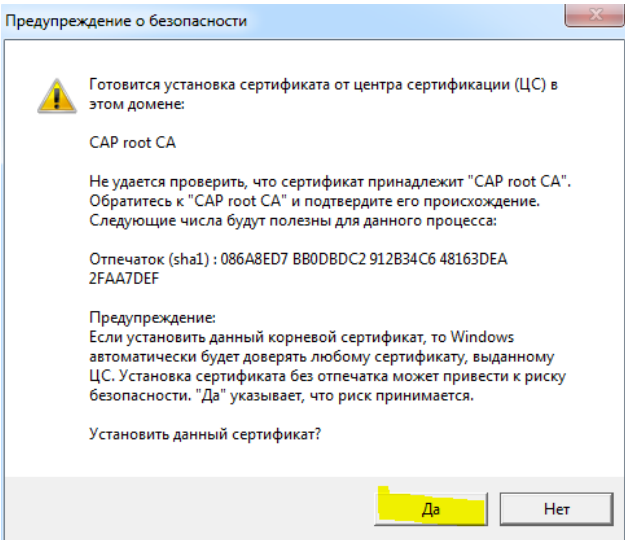 Предупреждение о безопасности
Готовится установка сертификата от центра сертификации (ЦС) в
этом домене:
CAP root CA
Не удается проверить, что сертификат принадлежит "CAP root CA".
Обратитесь к "CAP root CA" и подтвердите его происхождение.
Следующие числа будут полезны для данного процесса:
Отпечаток (sha1) : 086A8ED7 BB0DBDC2 912B34C6 48163DEA
2FAA7DEF
Предупреждение:
Если установить данный корневой сертификат, то Windows
автоматически будет доверять любому сертификату, выданному
ЦС. Установка сертификата без отпечатка может привести к риску
безопасности. "Да" указывает, что риск принимается.
Установить данный сертификат?
Да
Нет